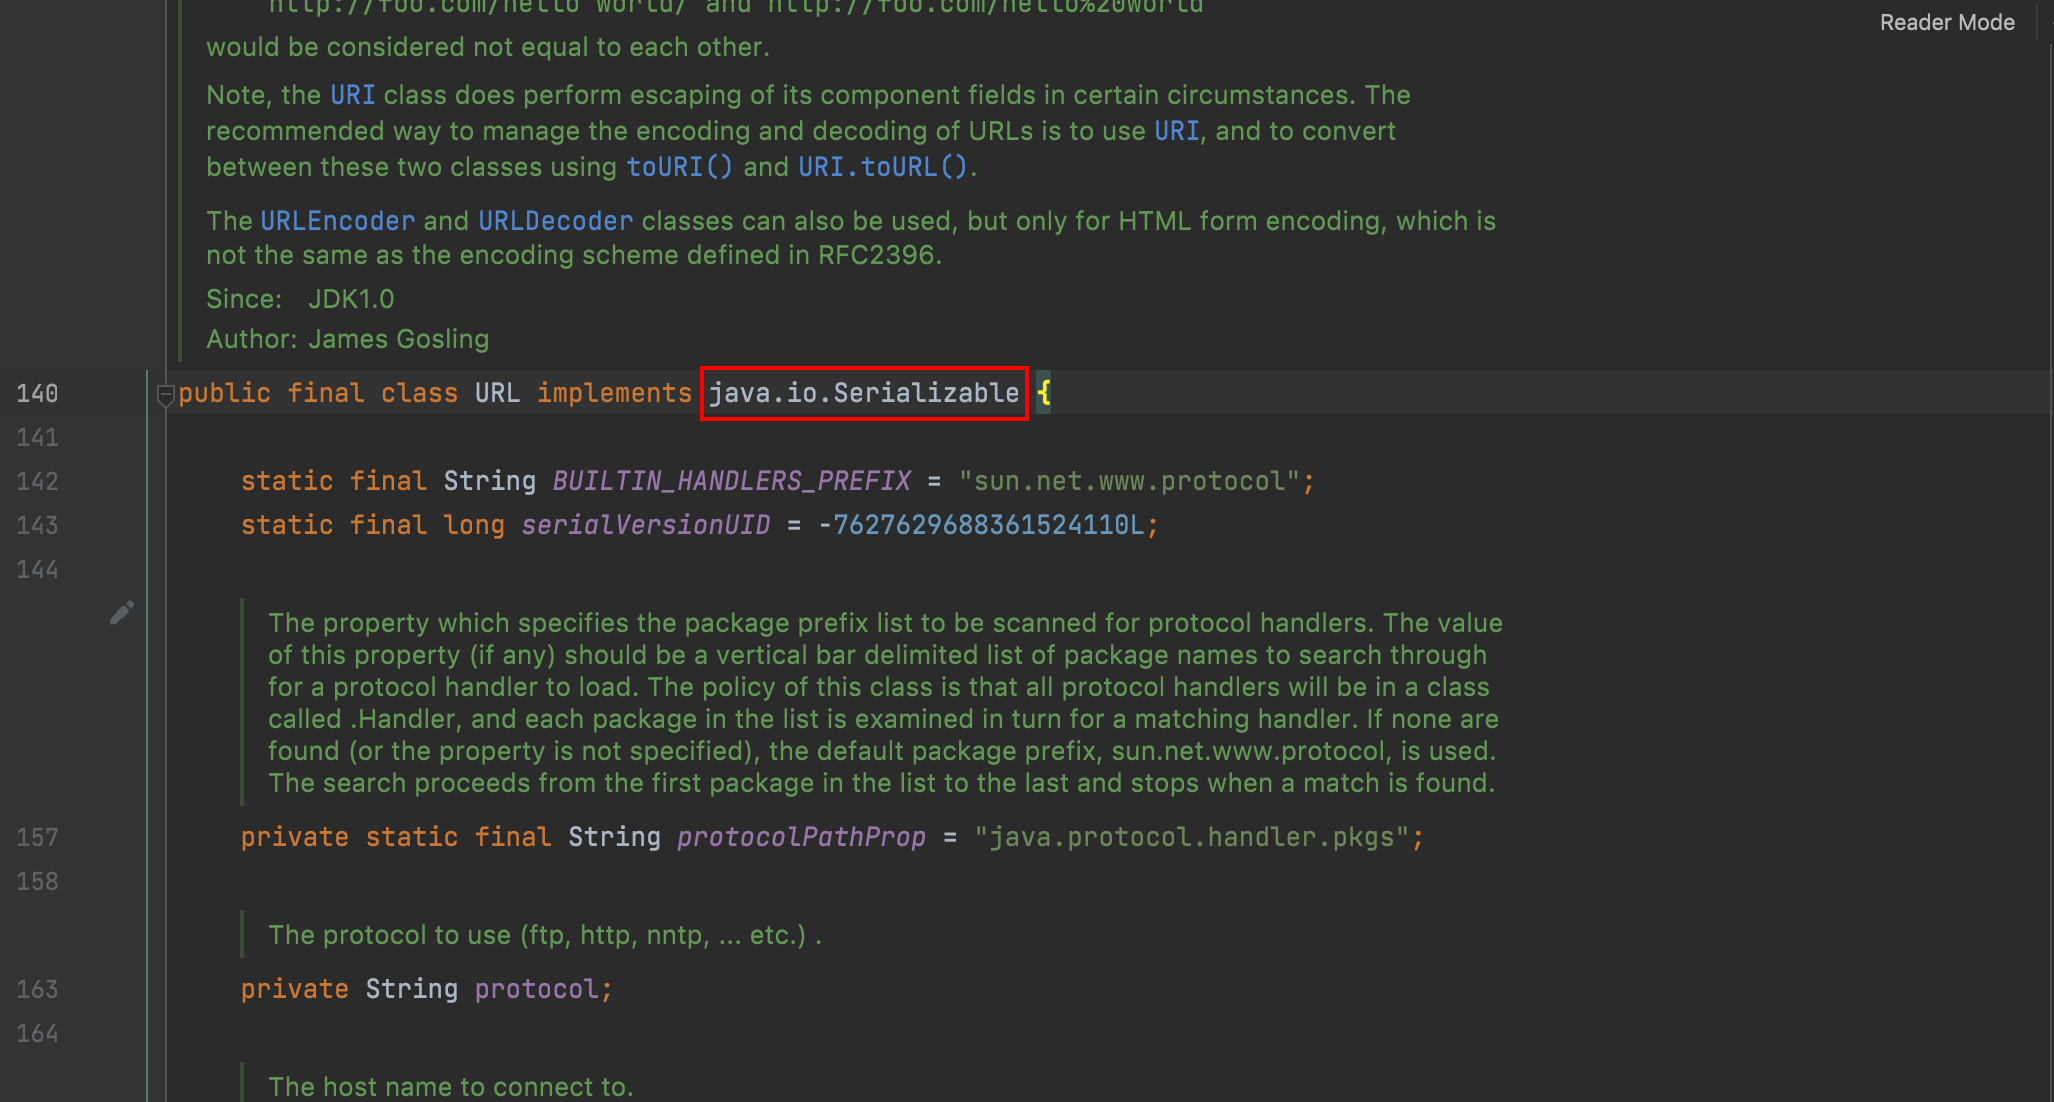 http://foo.com/hello world/ and http://foo.com/hello%20world
Reader Mode
would be considered not equal to each other.
Note, the URI class does perform escaping of its component fields in certain circumstances. The
recommended way to manage the encoding and decoding of URLs is to use URI, and to convert
between these two classes using toURI() and URI.toURL().
The URLEncoder and URLDecoder classes can also be used, but only for HTML form encoding, which is
not the same as the encoding scheme defined in RFC2396.
Since: JDK1.0
Author: James Gosling
140 public final class URL implements java.io.Serializable {
141
142 static final String BUILTIN_HANDLERS_PREFIX = "sun.net.www.protocol";
143 static final long serialVersionUID = -7627629688361524110L;
144
The property which specifies the package prefix list to be scanned for protocol handlers. The value
of this property (if any) should be a vertical bar delimited list of package names to search through
for a protocol handler to load. The policy of this class is that all protocol handlers will be in a class
called .Handler, and each package in the list is examined in turn for a matching handler. If none are
found (or the property is not specified), the default package prefix, sun.net.www.protocol, is used.
The search proceeds from the first package in the list to the last and stops when a match is found.
157 private static final String protocolPathProp = "java.protocol.handler.pkgs";
158
The protocol to use (ftp, http, nntp, ... etc.) .
163 private String protocol;
164
The host name to connect to.